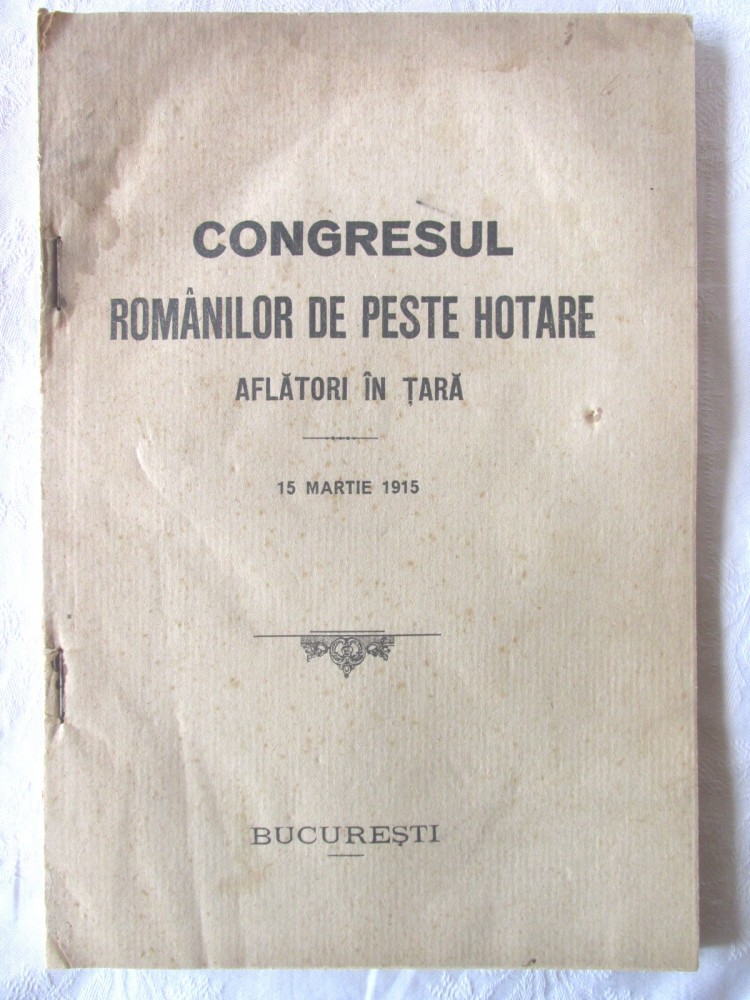 CONGRESUL
ROMÂNILOR DE PESTE HOTARE
AFLĂTORI ÎN ȚARĂ
15 MARTIE 1915
BUCUREȘTI